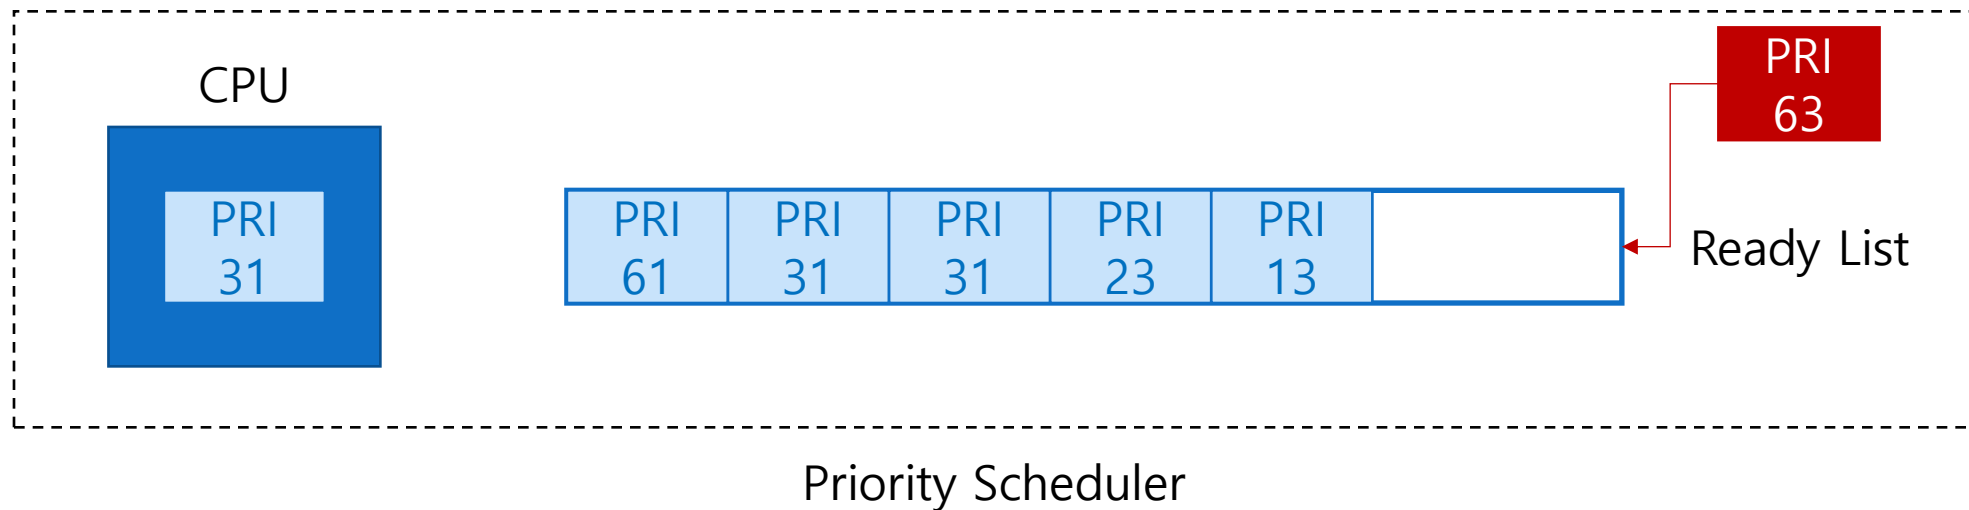 CPU
PRI
63
PRI
31
PRI
61
PRI
31
PRI
31
PRI
23
PRI
13
Ready List
Priority Scheduler